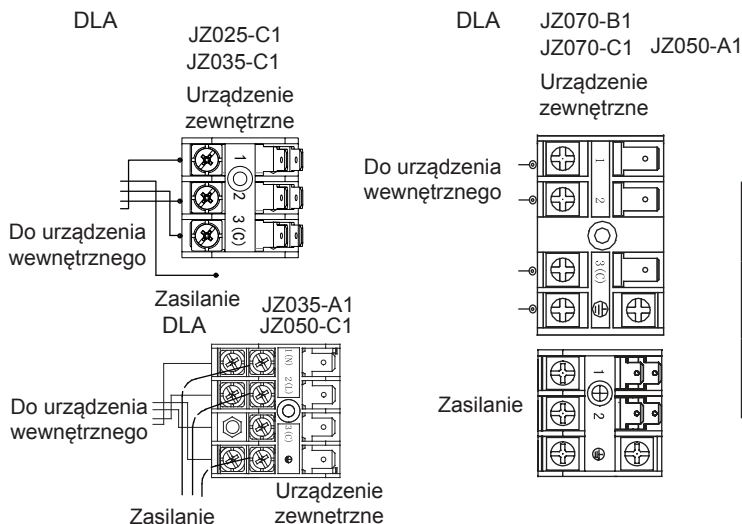 DLA
JZ025-C1
JZ035-C1
Urządzenie
zewnętrzne
1
2
3 (C)
Do urządzenia
wewnętrznego
Zasilanie
DLA
JZ035-A1
JZ050-C1
1(N)
2(L)
3(C)
Do urządzenia
wewnętrznego
Zasilanie
Urządzenie
zewnętrzne
DLA
JZ070-B1
JZ070-C1 JZ050-A1
Urządzenie
zewnętrzne
Do urządzenia
wewnętrznego
1
2
3(C)
Zasilanie
1
2